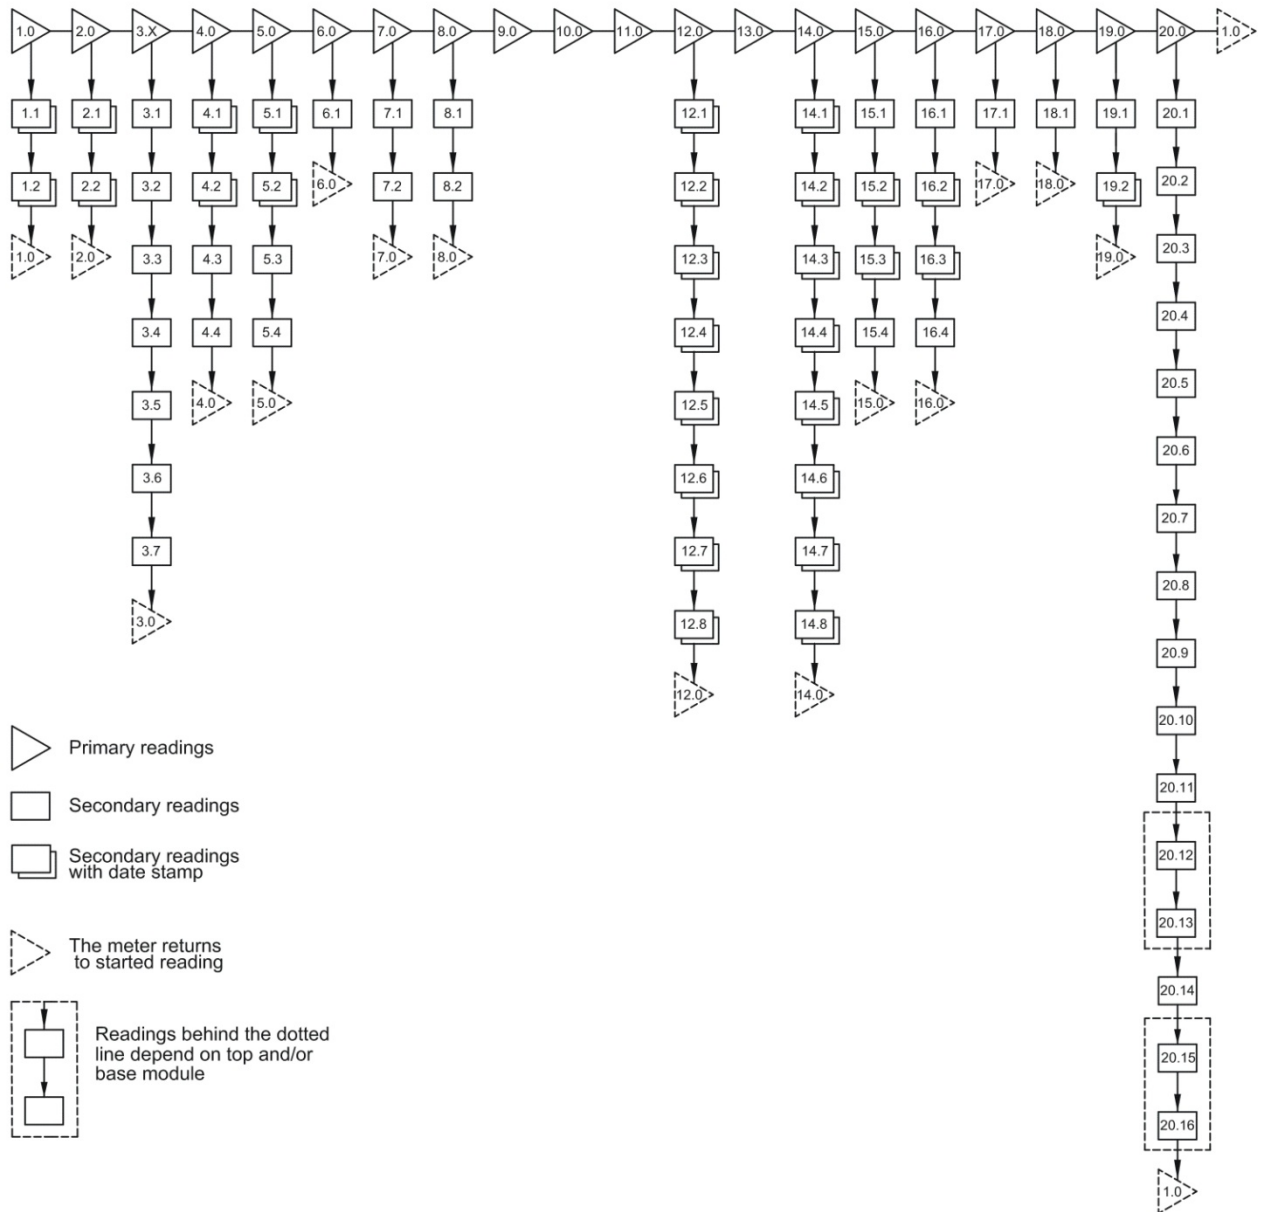 1.0 2.0 3.X 4.0 5.0 6.0 7.0 8.0 9.0 10.0 11.0 12.0 13.0 14.0 15.0 16.0 17.0 18.0 19.0 20.0 1.0
1.1 2.1 3.1 4.1 5.1 6.1 7.1 8.1 12.1 14.1 15.1 16.1 17.1 18.1 19.1 20.1
1.2 2.2 3.2 4.2 5.2 6.0 7.2 8.2 12.2 14.2 15.2 16.2 17.0 18.0 19.2 20.2
1.0 2.0 3.3 4.3 5.3 7.0 8.0 12.3 14.3 15.3 16.3 19.0 20.3
3.4 4.4 5.4 12.4 14.4 15.4 16.4 20.4
3.5 4.0 5.0 12.5 14.5 15.0 16.0 20.5
3.6 12.6 14.6 20.6
3.7 12.7 14.7 20.7
3.0 12.8 14.8 20.8
20.9
12.0 14.0
20.10
Primary readings
20.11
Secondary readings
20.12
Secondary readings
with date stamp
20.13
The meter returns
to started reading
20.14
Readings behind the dotted
line depend on top and/or
base module
20.15
20.16
1.0